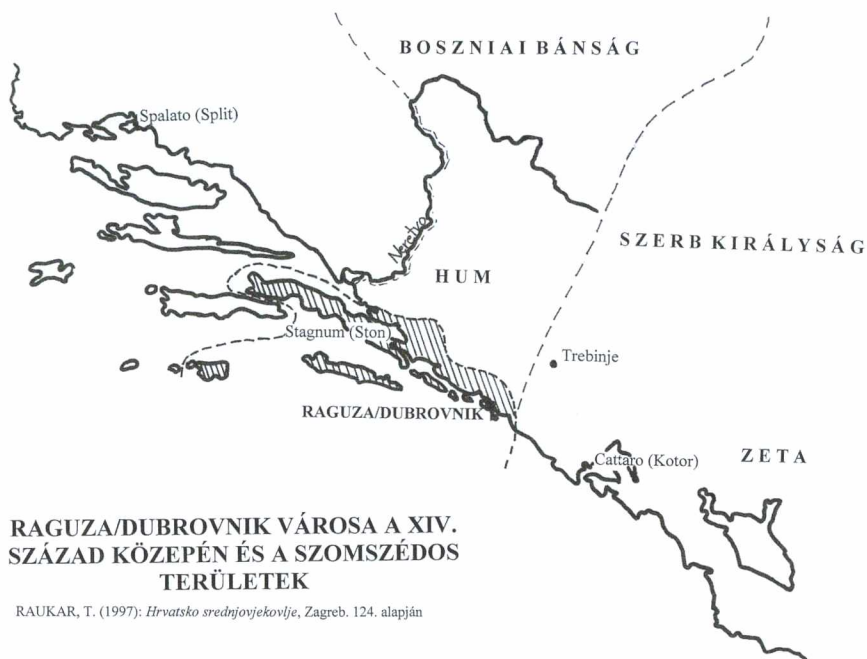 BOSZNIAI BÁNSÁG
Spalato (Split)
Neretva
SZERB KIRÁLYSÁG
HUM
Stagnum (Ston)
Trebinje
RAGUZA/DUBROVNIK
Cattaro (Kotor)
ZETA
RAGUZA/DUBROVNIK VÁROSA A XIV.
SZÁZAD KÖZEPÉN ÉS A SZOMSZÉDOS
TERÜLETEK
RAUKAR, T. (1997): Hrvatsko srednjovjekovlje, Zagreb. 124. alapján